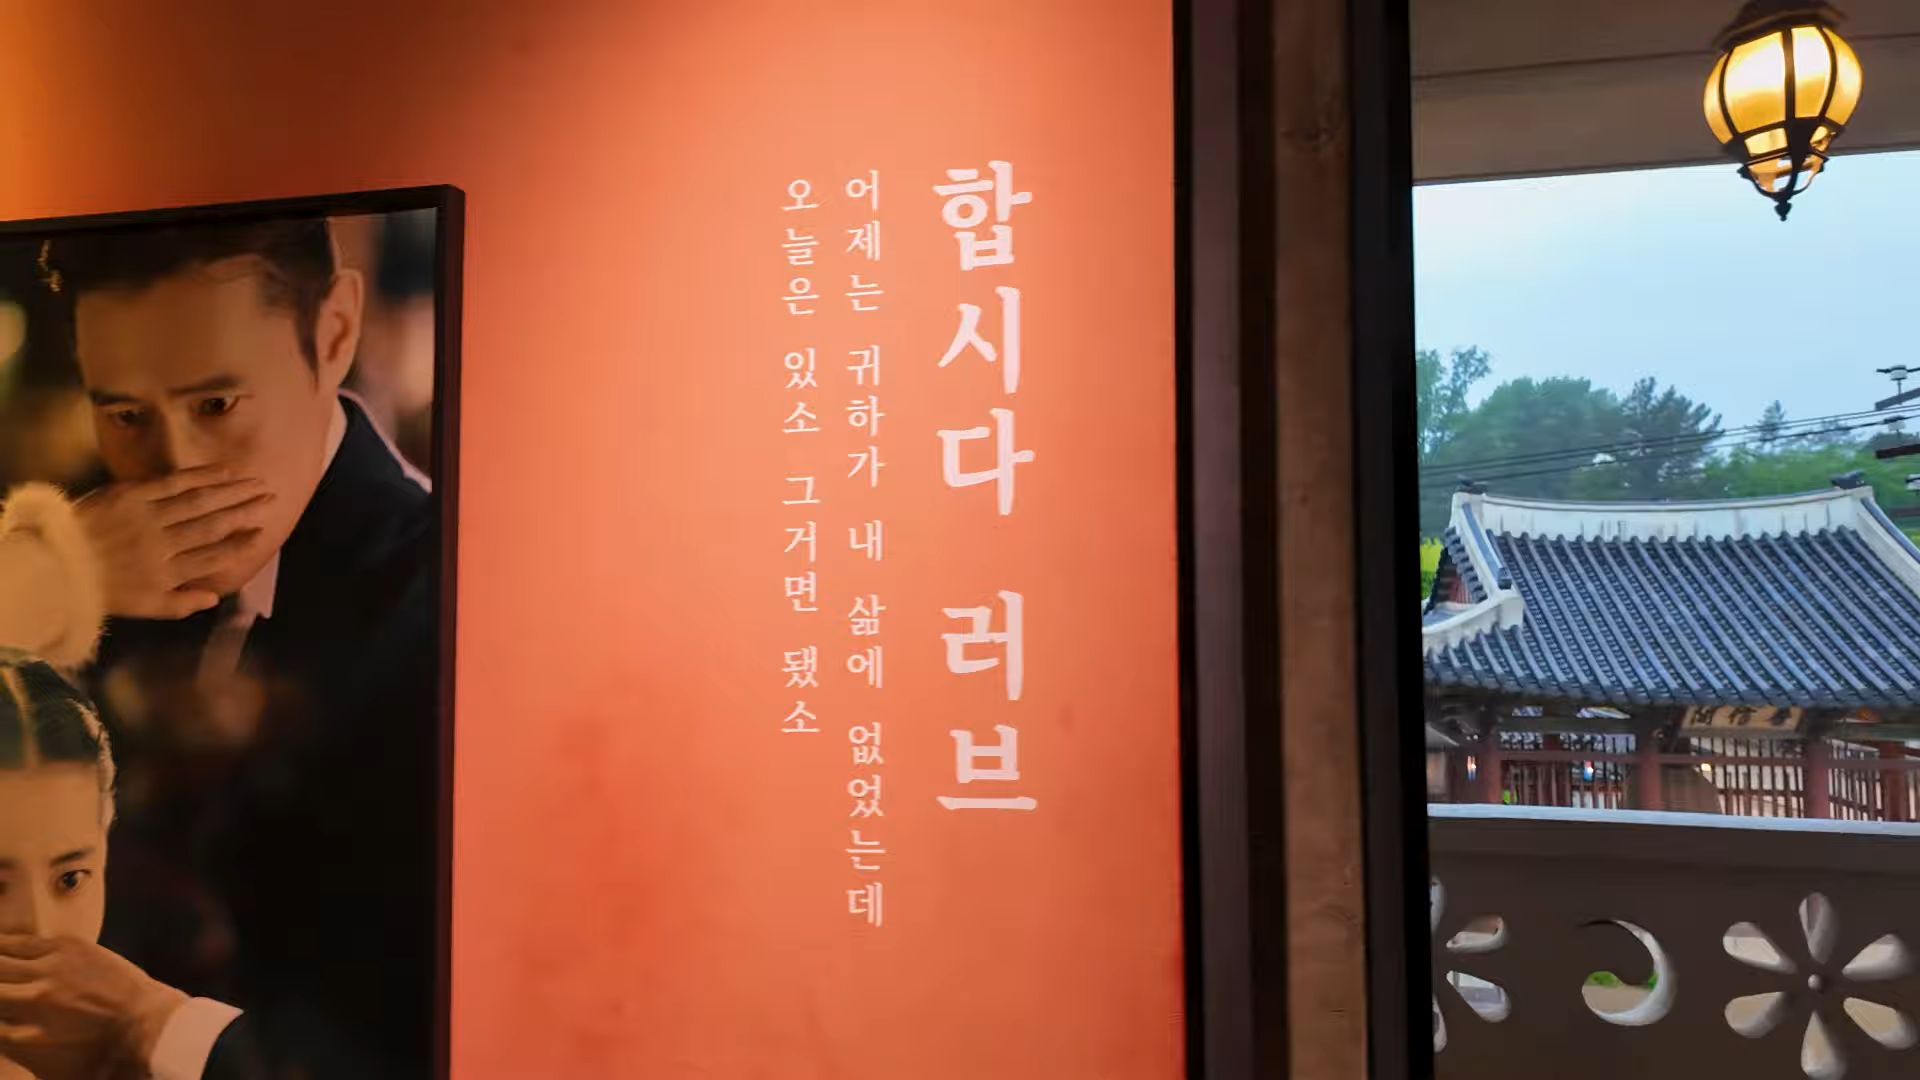 합시다 러브
어제는 귀하가 내 삶에 없었는데
오늘은 있소 그거면 됐소